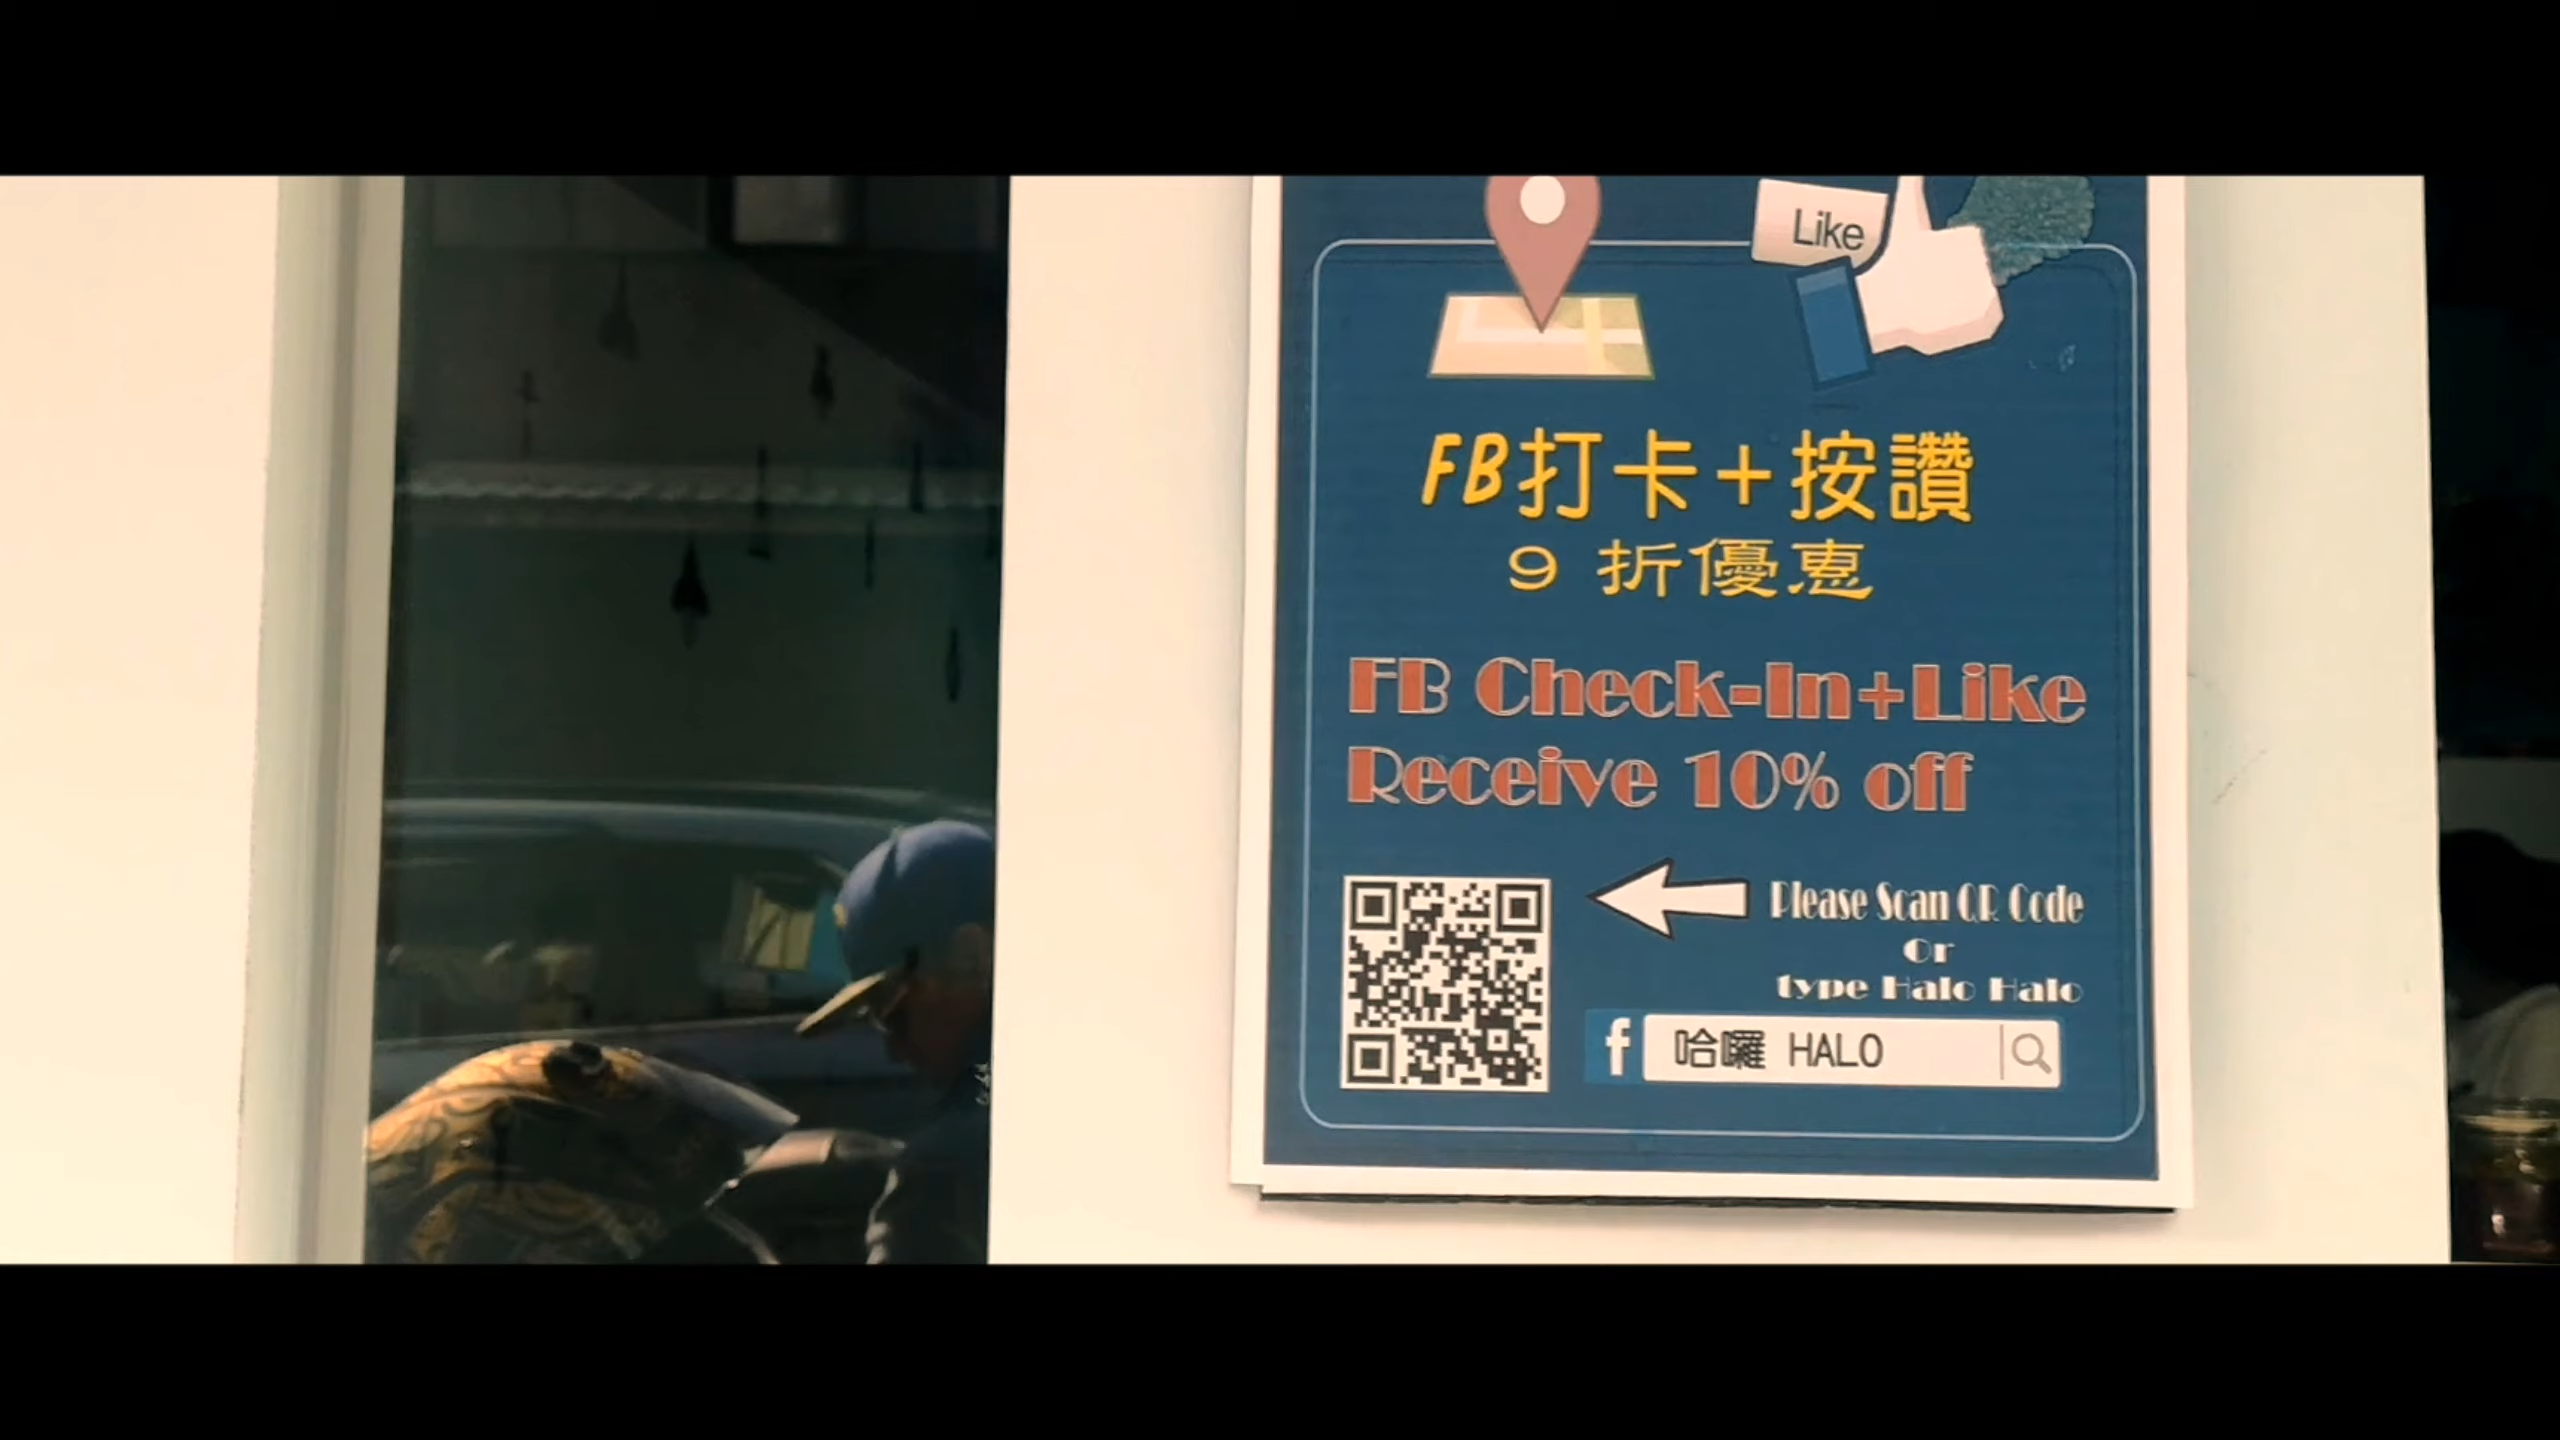 Like
FB打卡+按讚
9 折優惠
FB Check-In+Like
Receive 10% off
Please Scan QR Code
Or
type Halo Halo
f 哈囉 HALO